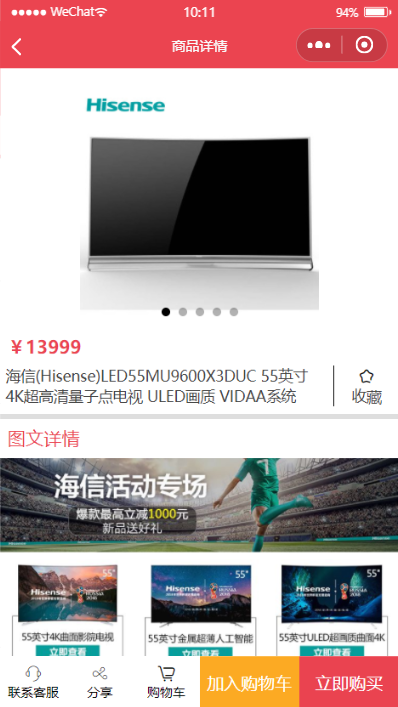 WeChat 10:11 94%
商品详情
Hisense
￥13999
海信(Hisense)LED55MU9600X3DUC 55英寸
4K超高清量子点电视 ULED画质 VIDAA系统
收藏
图文详情
海信活动专场
爆款最高立减1000元
新品送好礼
Hisense 55"
Hisense 55"
Hisense 55"
55英寸4K曲面影院电视
55英寸金属超薄人工智能
55英寸ULED超画质曲面4K
立即查看
立即查看
立即查看
联系客服 分享 购物车 加入购物车 立即购买